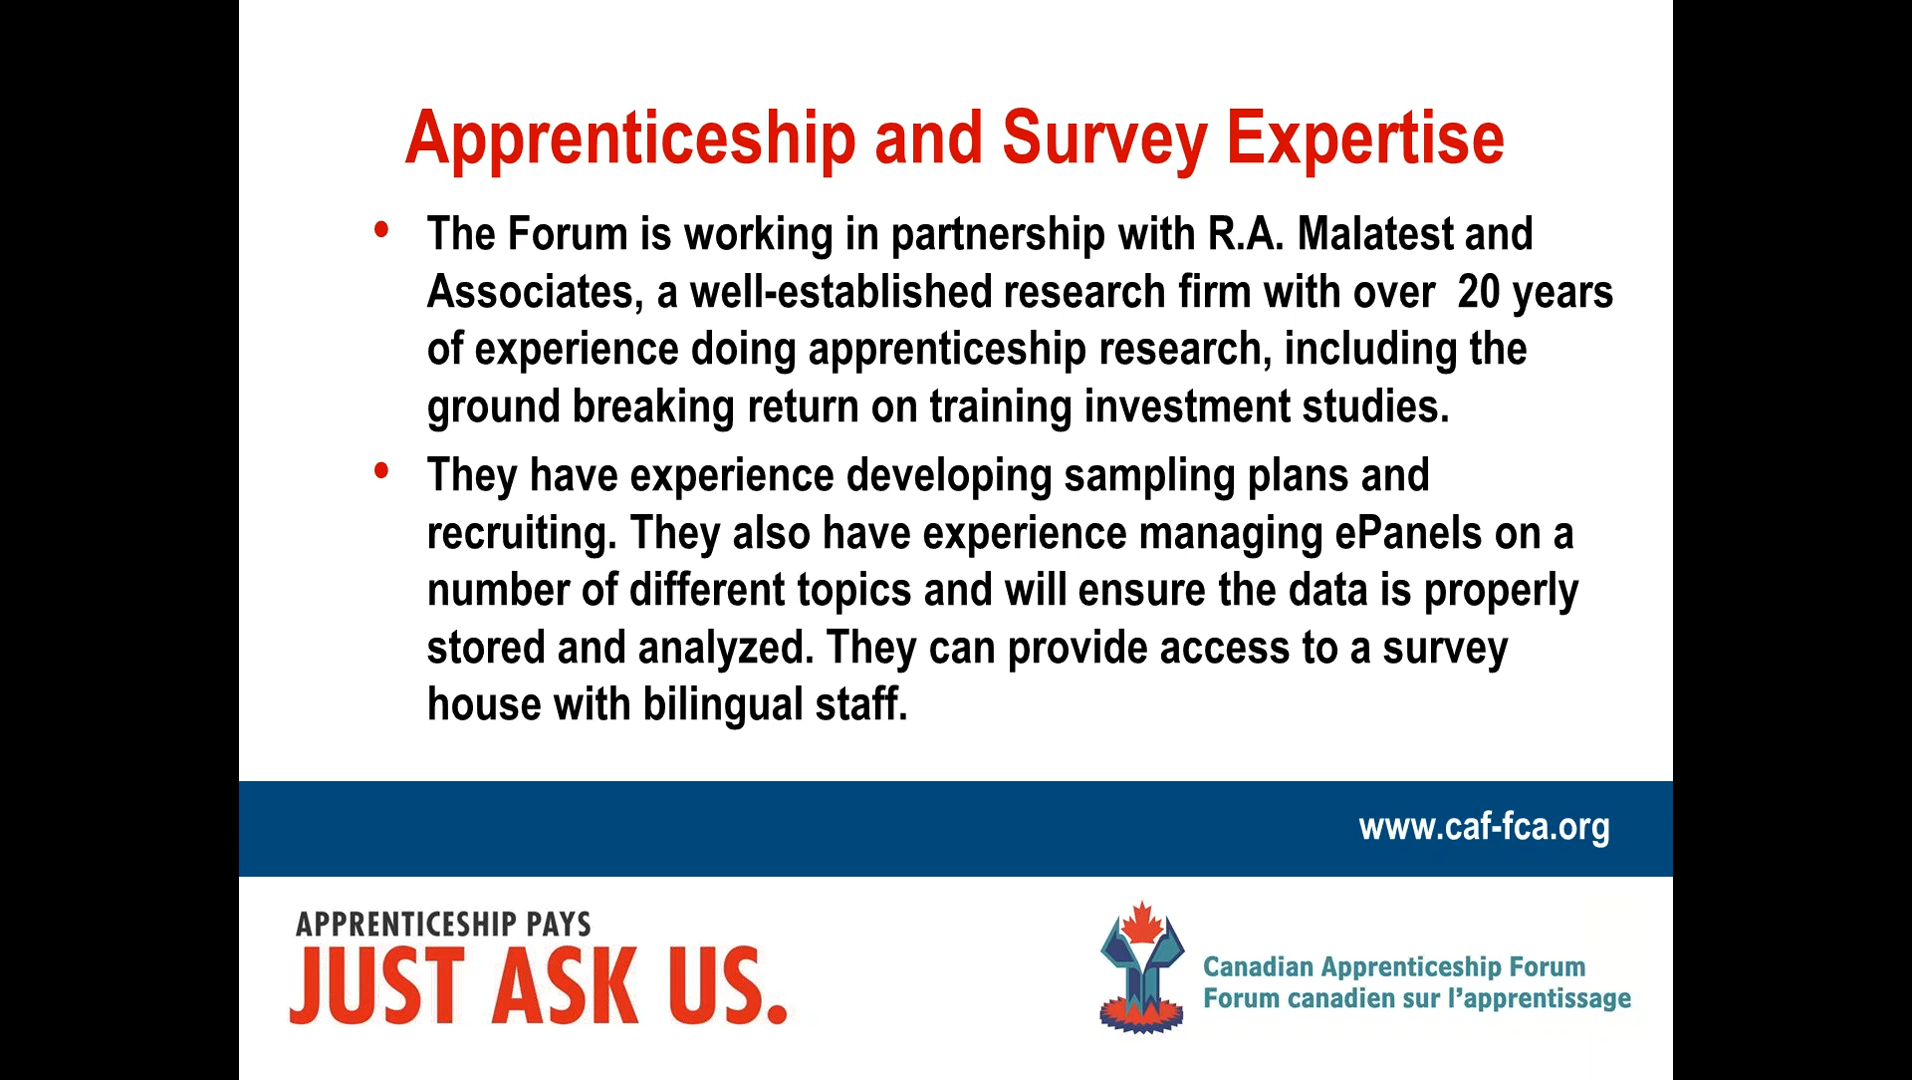 Apprenticeship and Survey Expertise
• The Forum is working in partnership with R.A. Malatest and
Associates, a well-established research firm with over  20 years
of experience doing apprenticeship research, including the
ground breaking return on training investment studies.
• They have experience developing sampling plans and
recruiting. They also have experience managing ePanels on a
number of different topics and will ensure the data is properly
stored and analyzed. They can provide access to a survey
house with bilingual staff.
www.caf-fca.org
APPRENTICESHIP PAYS
JUST ASK US.
Canadian Apprenticeship Forum
Forum canadien sur l’apprentissage